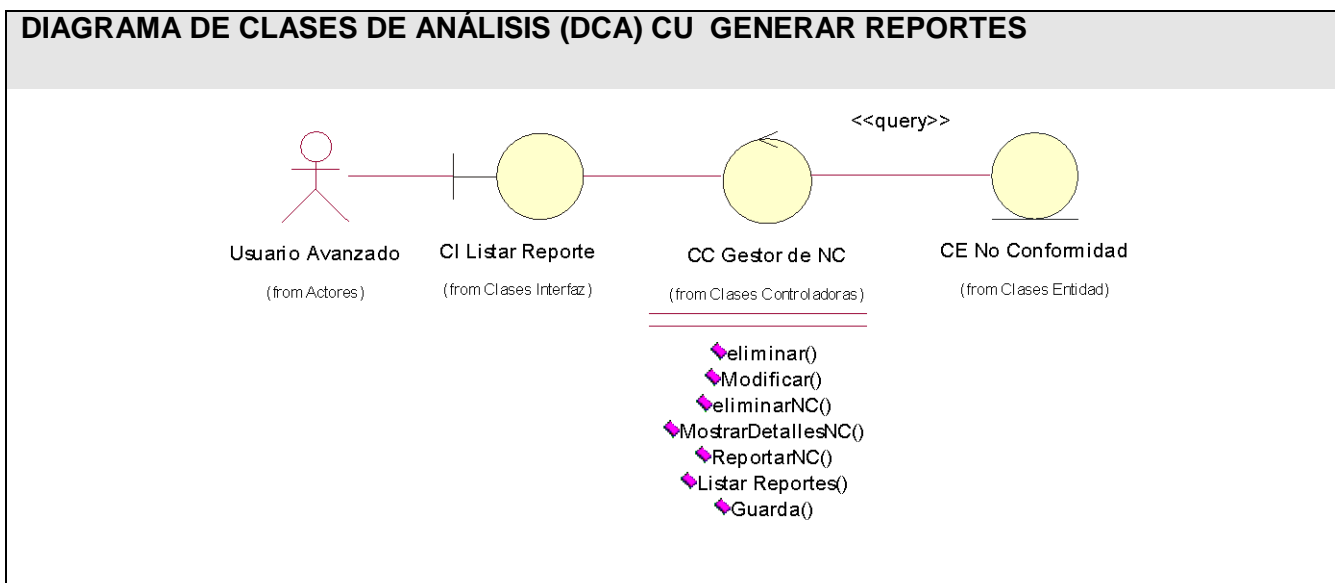 DIAGRAMA DE CLASES DE ANÁLISIS (DCA) CU GENERAR REPORTES
<<query>>
Usuario Avanzado
(from Actores)
CI Listar Reporte
(from Clases Interfaz)
CC Gestor de NC
(from Clases Controladoras)
CE No Conformidad
(from Clases Entidad)
eliminar()
Modificar()
eliminarNC()
MostrarDetallesNC()
ReportarNC()
Listar Reportes()
Guarda()